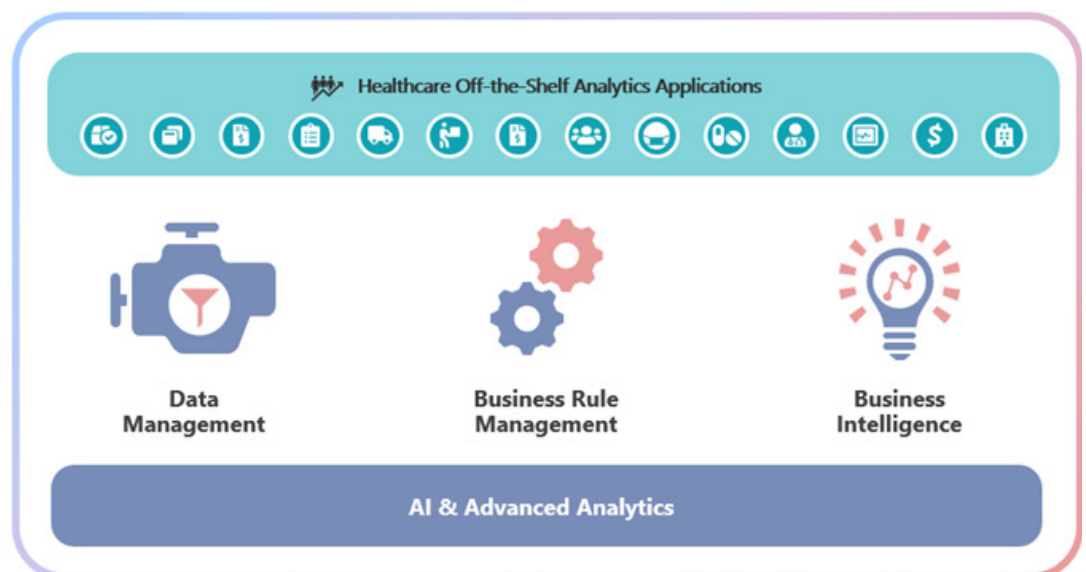 Healthcare Off-the-Shelf Analytics Applications
Data
Management
Business Rule
Management
Business
Intelligence
AI & Advanced Analytics